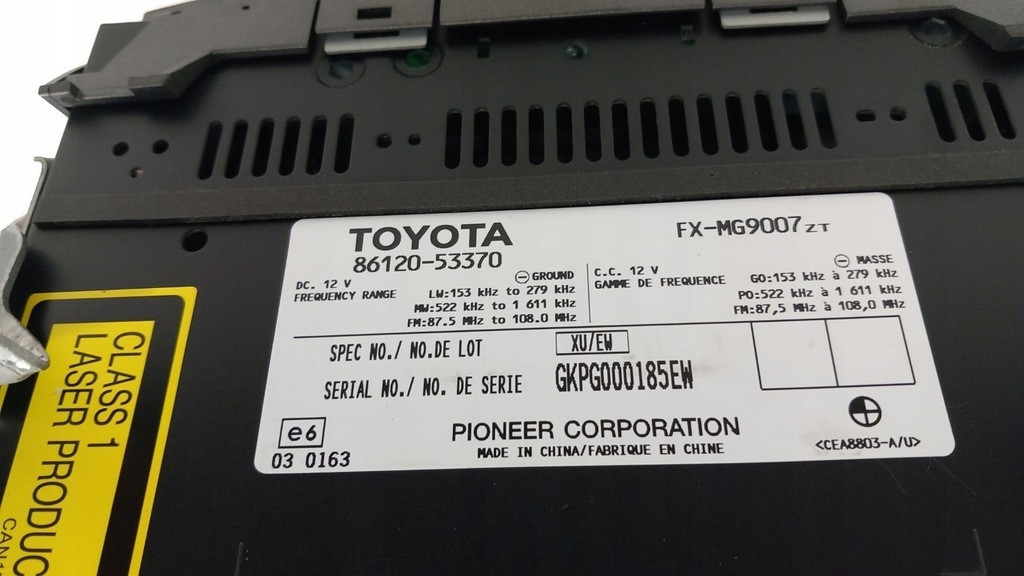 TOYOTA
86120-53370
FX-MG9007ZT
DC. 12 V ⊖GROUND
FREQUENCY RANGE LW:153 kHz to 279 kHz
MW:522 kHz to 1 611 kHz
FM:87.5 MHz to 108.0 MHz
C.C. 12 V ⊖ MASSE
GAMME DE FREQUENCE GO:153 kHz à 279 kHz
PO:522 kHz à 1 611 kHz
FM:87,5 MHz à 108,0 MHz
SPEC NO./ NO.DE LOT XU/EW
SERIAL NO./ NO. DE SERIE GKPG000185EW
e6
03 0163
PIONEER CORPORATION
MADE IN CHINA/FABRIQUE EN CHINE
<CEA8803-A/U>
CLASS 1
LASER PRODUC